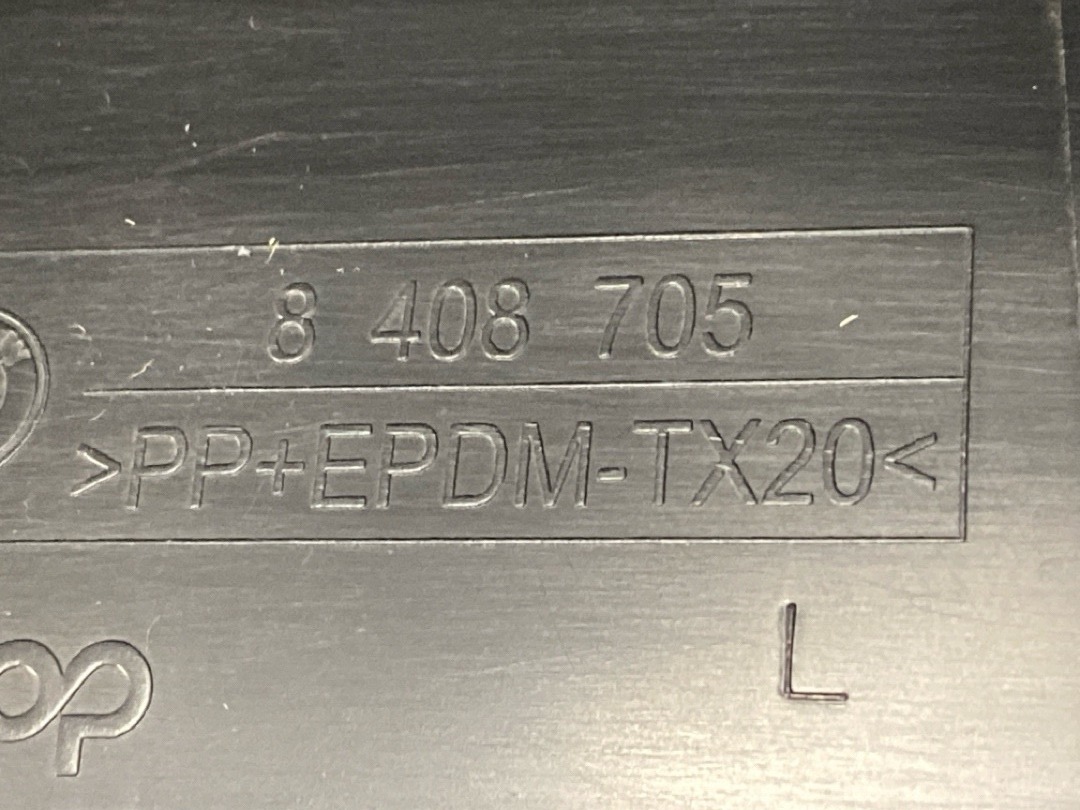 8 408 705
>PP+EPDM-TX20<
L